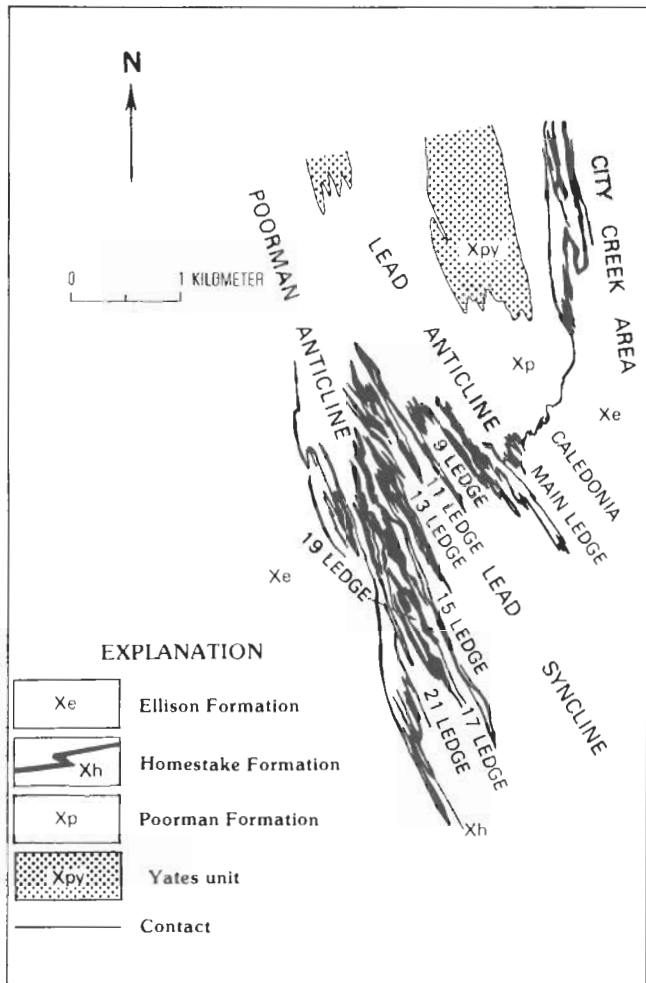 N
0 1 KILOMETER
POORMAN ANTICLINE
LEAD ANTICLINE
Xpy
CITY CREEK AREA
Xp
Xe
CALEDONIA
MAIN LEDGE
9 LEDGE
11 LEDGE
13 LEDGE
19 LEDGE
Xe
LEAD SYNCLINE
15 LEDGE
17 LEDGE
21 LEDGE
Xh
EXPLANATION
Xe Ellison Formation
Xh Homestake Formation
Xp Poorman Formation
Xpy Yates unit
Contact